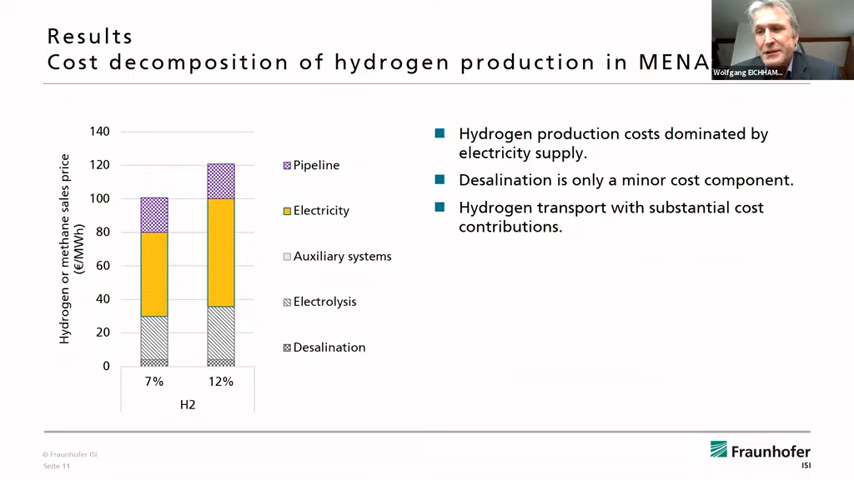 Results
Cost decomposition of hydrogen production in MENA
Wolfgang EICHHAM...
Hydrogen or methane sales price
(€/MWh)
140
120
100
80
60
40
20
0
7%
12%
H2
Pipeline
Electricity
Auxiliary systems
Electrolysis
Desalination
Hydrogen production costs dominated by
electricity supply.
Desalination is only a minor cost component.
Hydrogen transport with substantial cost
contributions.
© Fraunhofer ISI
Seite 11
Fraunhofer
ISI